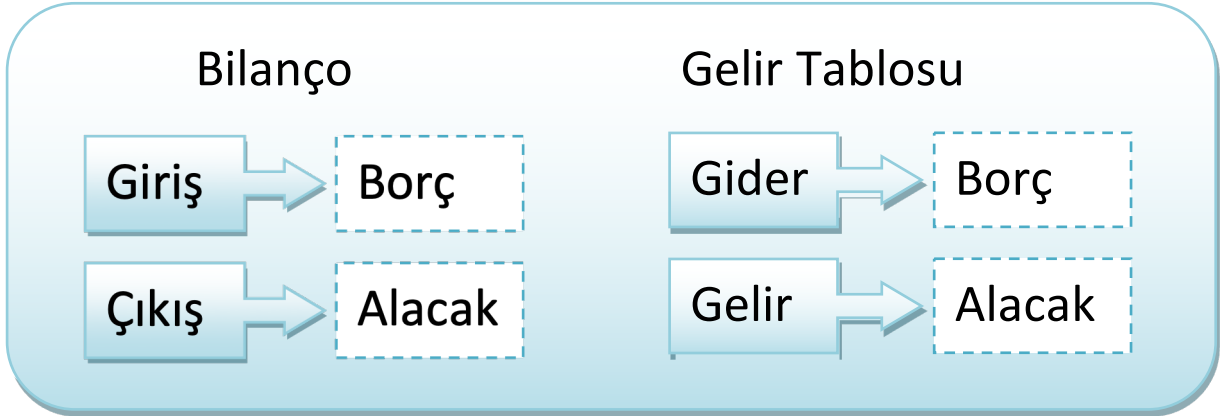 Bilanço
Giriş
Borç
Çıkış
Alacak
Gelir Tablosu
Gider
Borç
Gelir
Alacak